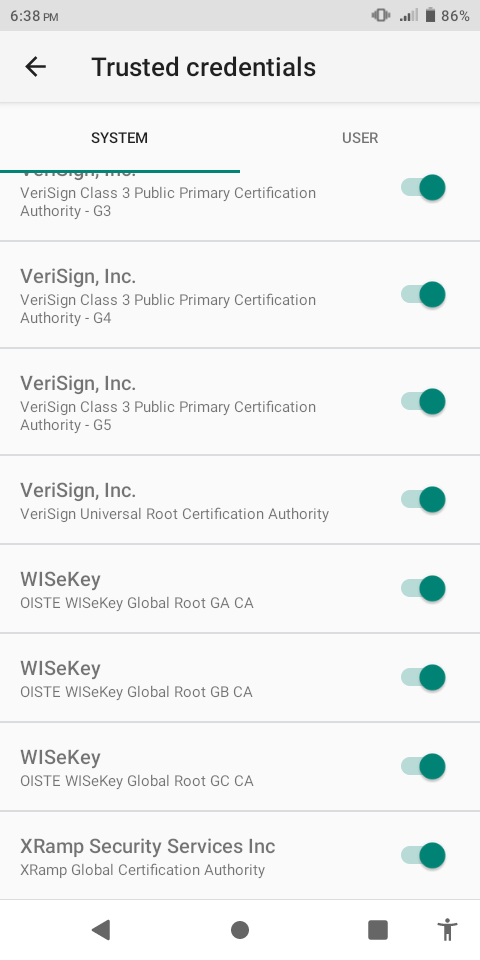 6:38 PM
86%
Trusted credentials
SYSTEM
USER
VeriSign, Inc.
VeriSign Class 3 Public Primary Certification
Authority - G3
VeriSign, Inc.
VeriSign Class 3 Public Primary Certification
Authority - G4
VeriSign, Inc.
VeriSign Class 3 Public Primary Certification
Authority - G5
VeriSign, Inc.
VeriSign Universal Root Certification Authority
WISeKey
OISTE WISeKey Global Root GA CA
WISeKey
OISTE WISeKey Global Root GB CA
WISeKey
OISTE WISeKey Global Root GC CA
XRamp Security Services Inc
XRamp Global Certification Authority